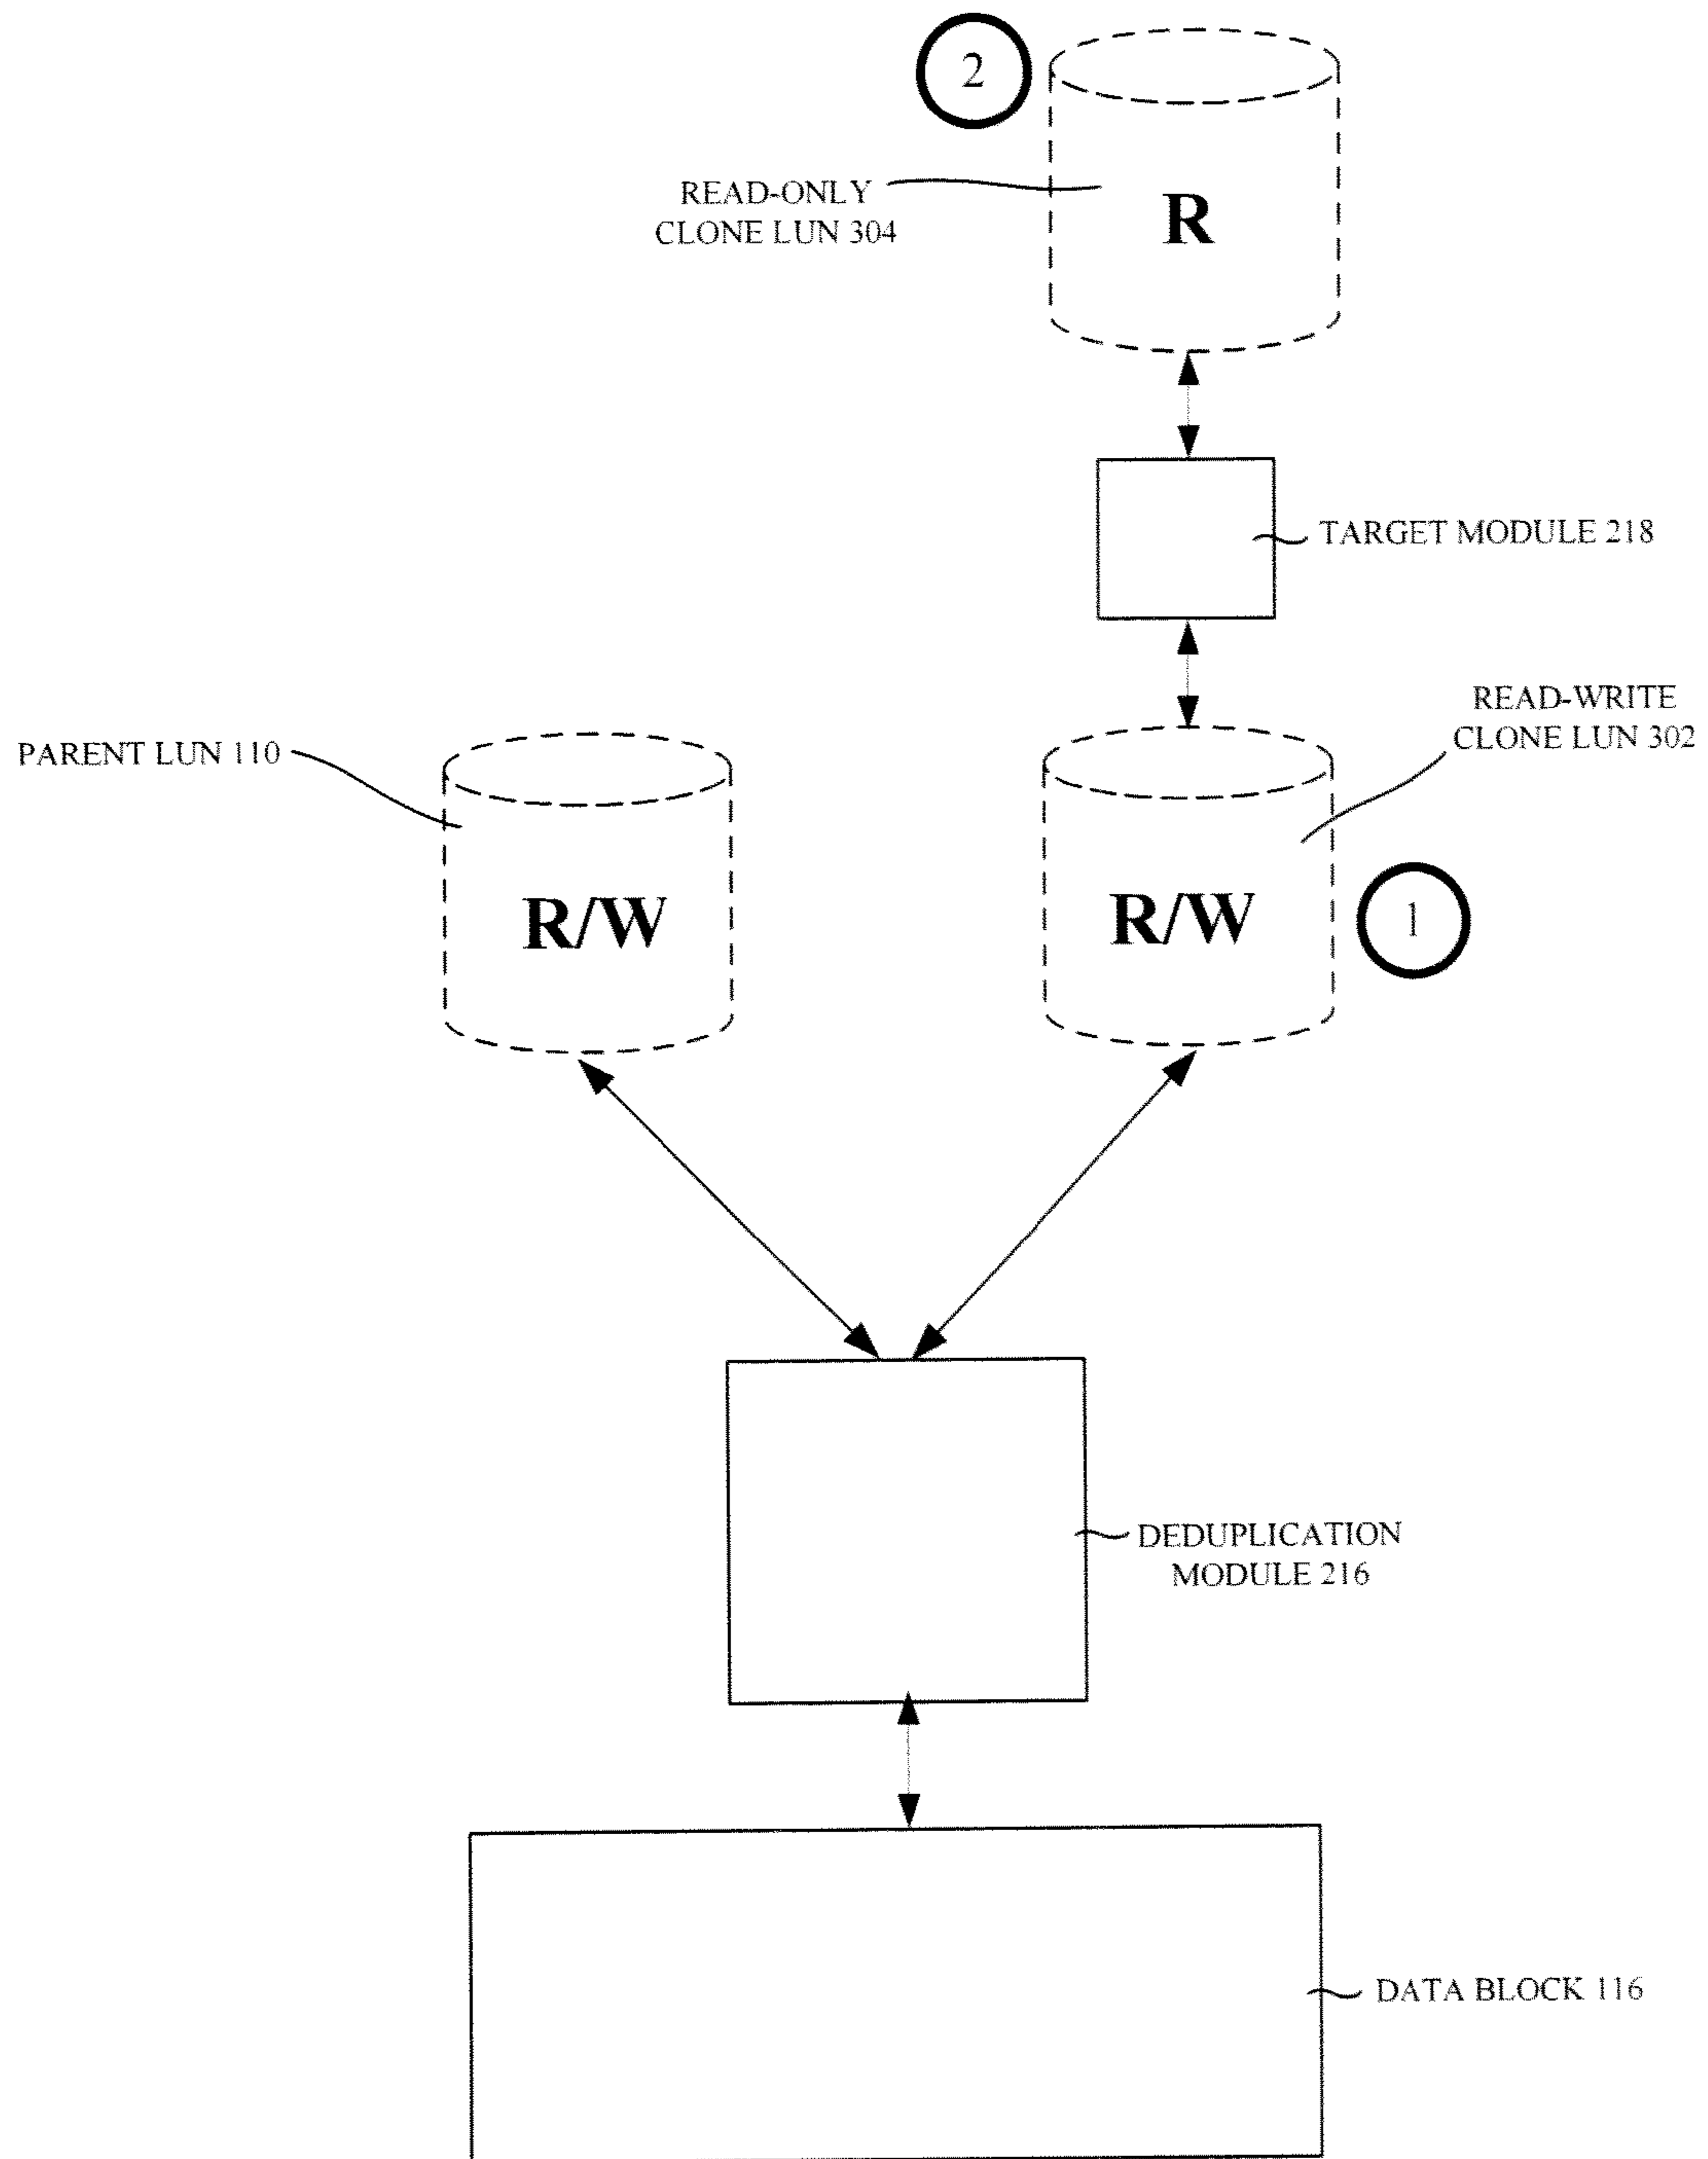 2
READ-ONLY
CLONE LUN 304
R
TARGET MODULE 218
READ-WRITE
CLONE LUN 302
PARENT LUN 110
R/W
R/W
1
DEDUPLICATION
MODULE 216
DATA BLOCK 116